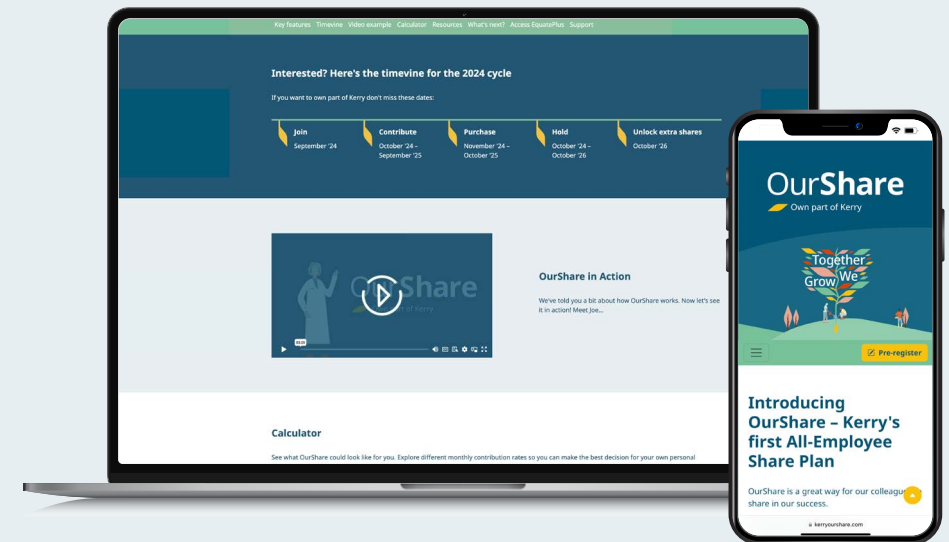 Key features Timevine Video example Calculator Resources What's next? Access EquatePlus Support
Interested? Here's the timevine for the 2024 cycle
If you want to own part of Kerry don't miss these dates:
Join
September '24
Contribute
October '24 –
September '25
Purchase
November '24 –
October '25
Hold
October '24 –
October '26
Unlock extra shares
October '26
OurShare
part of Kerry
OurShare in Action
We've told you a bit about how OurShare works. Now let's see
it in action! Meet Joe...
Calculator
See what OurShare could look like for you. Explore different monthly contribution rates so you can make the best decision for your own personal
OurShare
Own part of Kerry
Together
We
Grow
Pre-register
Introducing
OurShare – Kerry's
first All-Employee
Share Plan
OurShare is a great way for our
share in our success.
kerryourshare.com